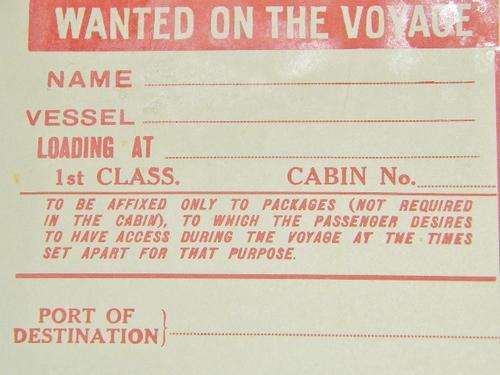 WANTED ON THE VOYAGE
NAME
VESSEL
LOADING AT
1st CLASS. CABIN No.
TO BE AFFIXED ONLY TO PACKAGES (NOT REQUIRED
IN THE CABIN), TO WHICH THE PASSENGER DESIRES
TO HAVE ACCESS DURING THE VOYAGE AT THE TIMES
SET APART FOR THAT PURPOSE.
PORT OF
DESTINATION}